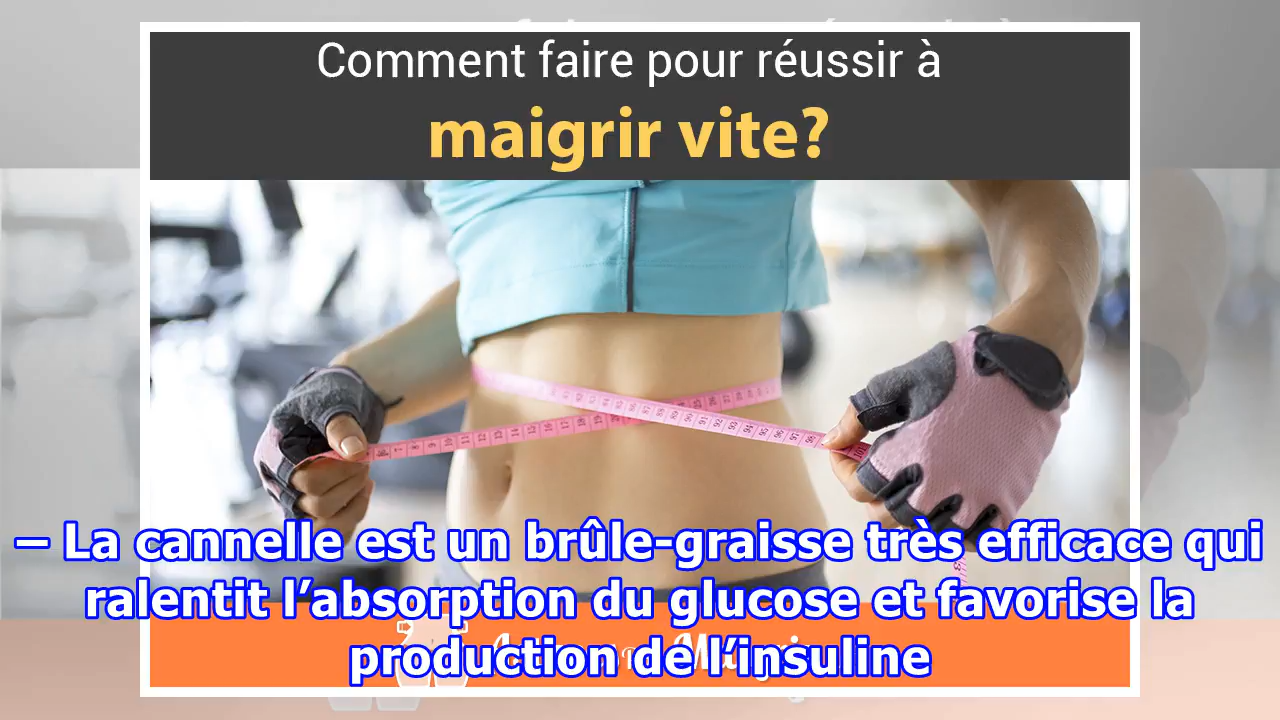 Comment faire pour réussir à
maigrir vite?
– La cannelle est un brûle-graisse très efficace qui
ralentit l’absorption du glucose et favorise la
production de l’insuline